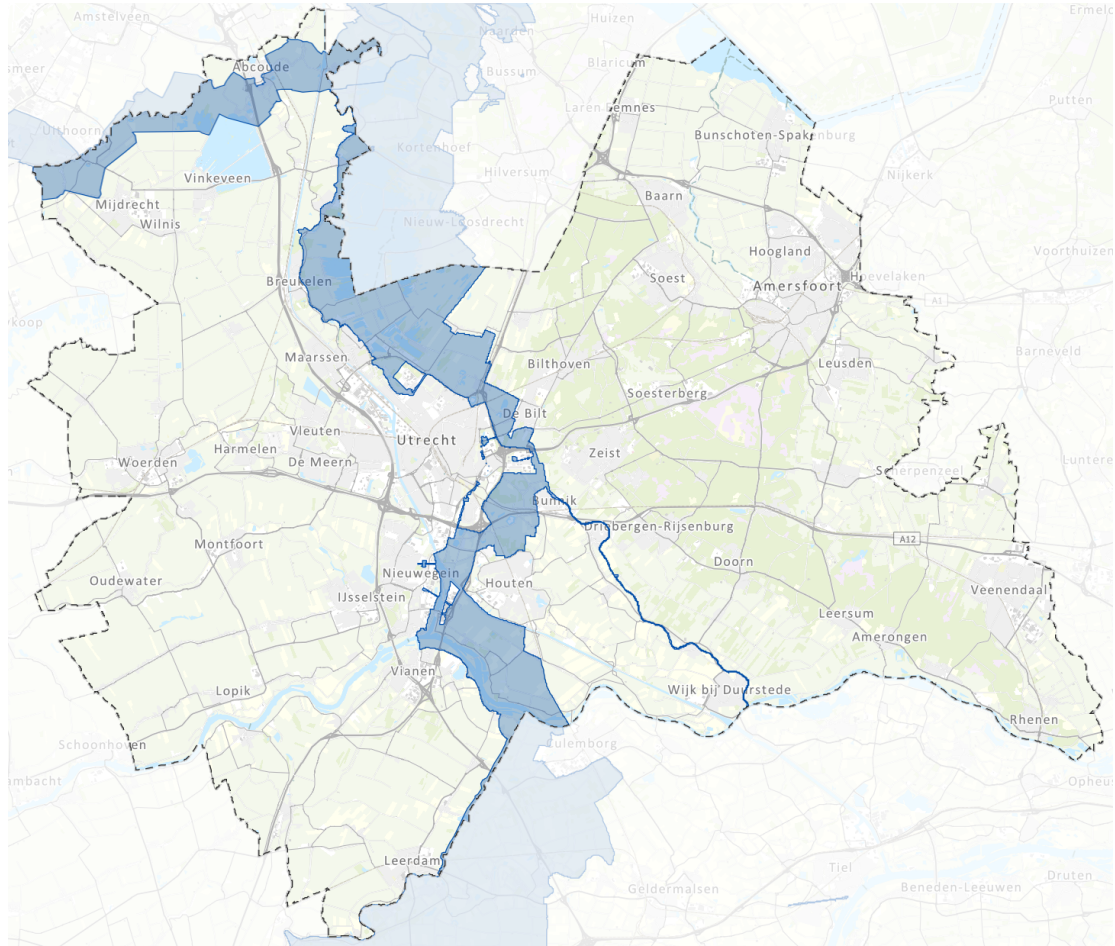 Amstelveen
Huizen
Ermelo
Naarden
Blaricum
Abcoude
Bussum
Putten
Laren Eemnes
Uithoorn
Bunschoten-Spakenburg
Kortenhoef
Hilversum
Nijkerk
Vinkeveen
Baarn
Mijdrecht
Wilnis
Nieuw-Loosdrecht
Hoogland
Voorthuizen
Breukelen
Soest
Hoevelaken
Amersfoort
A1
Maarssen
Bilthoven
Leusden
Barneveld
Soesterberg
De Bilt
Vleuten
Utrecht
Harmelen
Zeist
Woerden
De Meern
Scherpenzeel
Bunnik
Driebergen-Rijsenburg
Montfoort
A12
Doorn
Oudewater
Nieuwegein
Houten
IJsselstein
Veenendaal
Leersum
Amerongen
Vianen
Lopik
Wijk bij Duurstede
Rhenen
Schoonhoven
Culemborg
Leerdam
Tiel
Geldermalsen
Beneden-Leeuwen
Druten